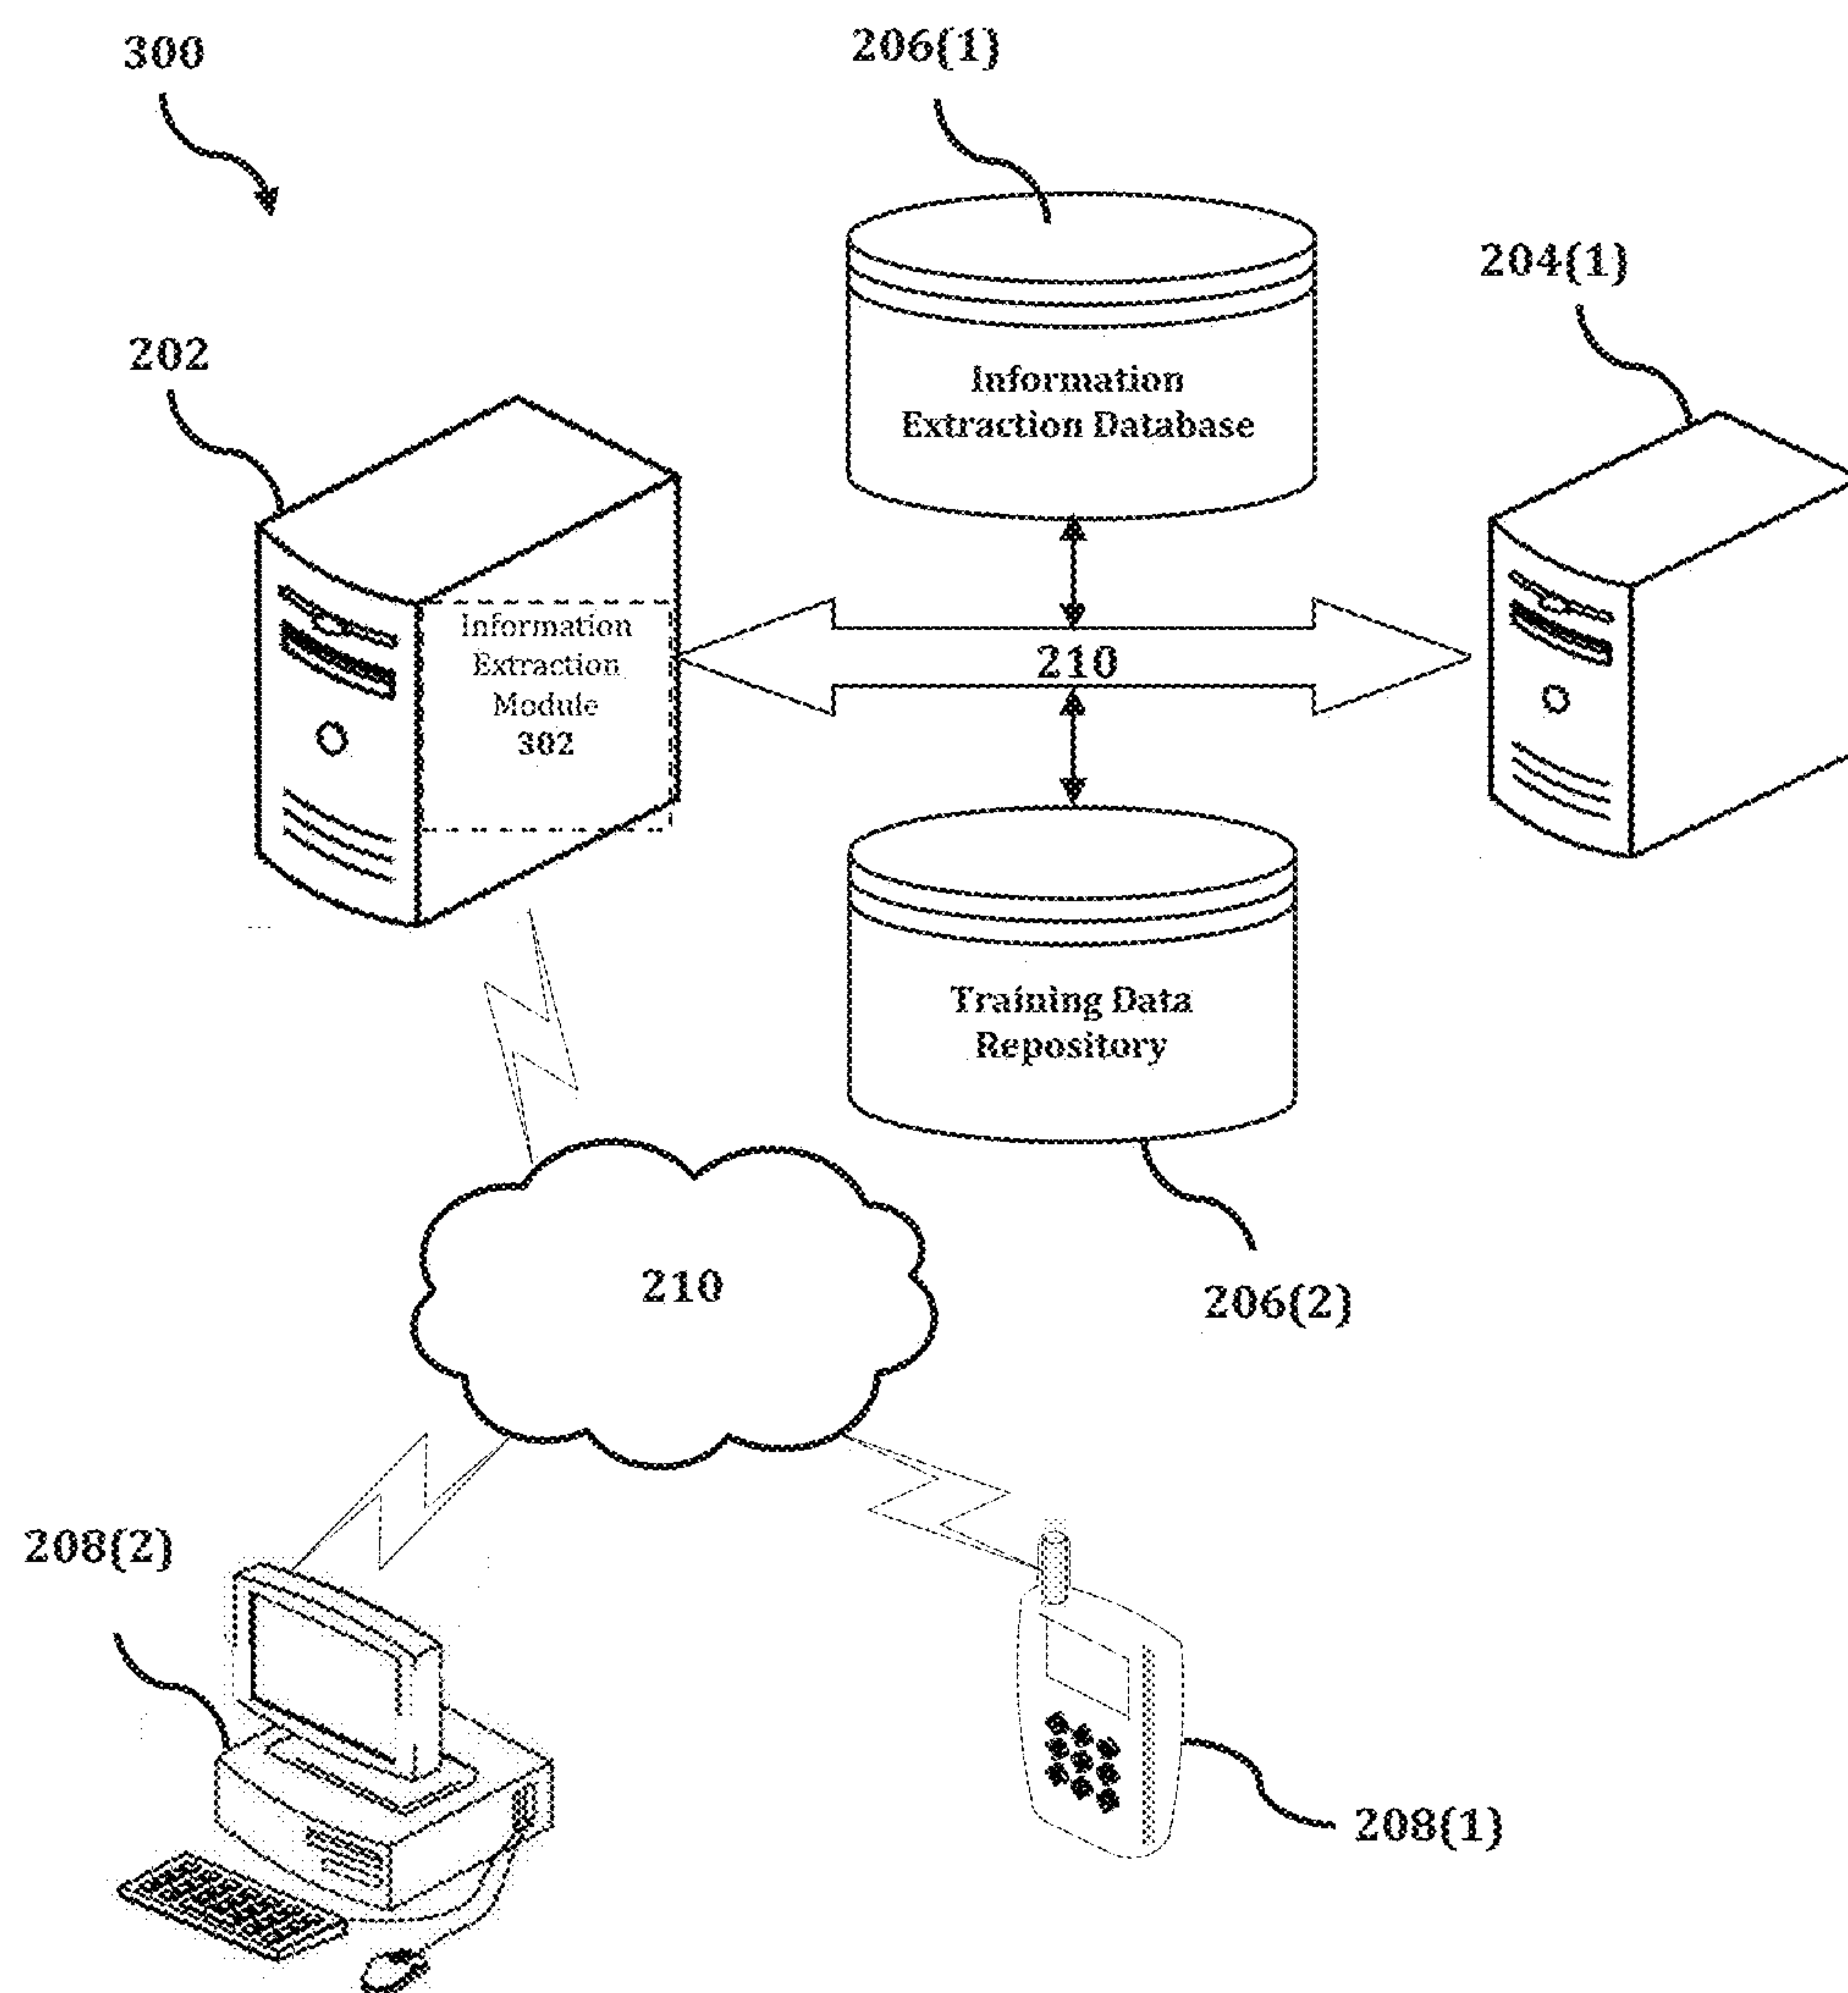 300
206(1)
204(1)
202
Information
Extraction Database
Information
Extraction
Module
302
210
Training Data
Repository
210
206(2)
208(2)
208(1)